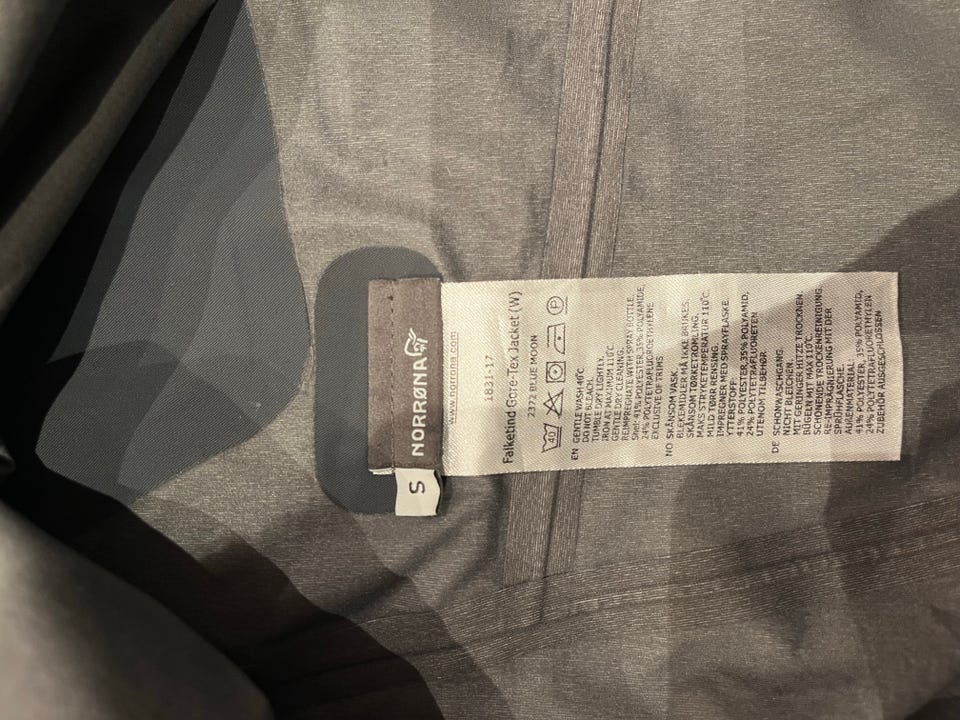 NORRØNA
S
www.norrona.com
1831-17
Falketind Gore-Tex Jacket (W)
2372 BLUE MOON
40
P
EN GENTLE WASH 40°C
DO NOT BLEACH.
TUMBLE DRY LIGHTLY.
IRON AT MAXIMUM 110°C.
GENTLE DRY CLEANING.
REIMPREGNATE WITH SPRAY BOTTLE.
Shell: 41% POLYESTER,35% POLYAMIDE,
24% POLYTETRAFLUOROETHYLENE
EXCLUSIVE OF TRIMS
NO SKÅNSOM VASK.
BLEKEMIDLER MÅ IKKE BRUKES.
SKÅNSOM TØRKETROMLING.
MAKS STRYKETEMPERATUR 110°C
MILD TØRR RENSING.
IMPREGNER MED SPRAYFLASKE.
YTTERSTOFF:
41% POLYESTER,35% POLYAMID,
24% POLYTETRAFLUORETEN
UTENOM TILBEHØR.
DE SCHONWASCHGANG.
NICHT BLEICHEN.
MIT GERINGER HITZE TROCKNEN.
BÜGELN MIT MAX 110°C.
SCHONENDE TROCKENREINIGUNG
RE-IMPRÄGNIERUNG MIT DER
SPRÜHFLASCHE.
AUßENMATERIAL:
41% POLYESTER, 35% POLYAMID,
24% POLYTETRAFLUORETHYLEN
ZUBEHÖR AUSGESCHLOSSEN